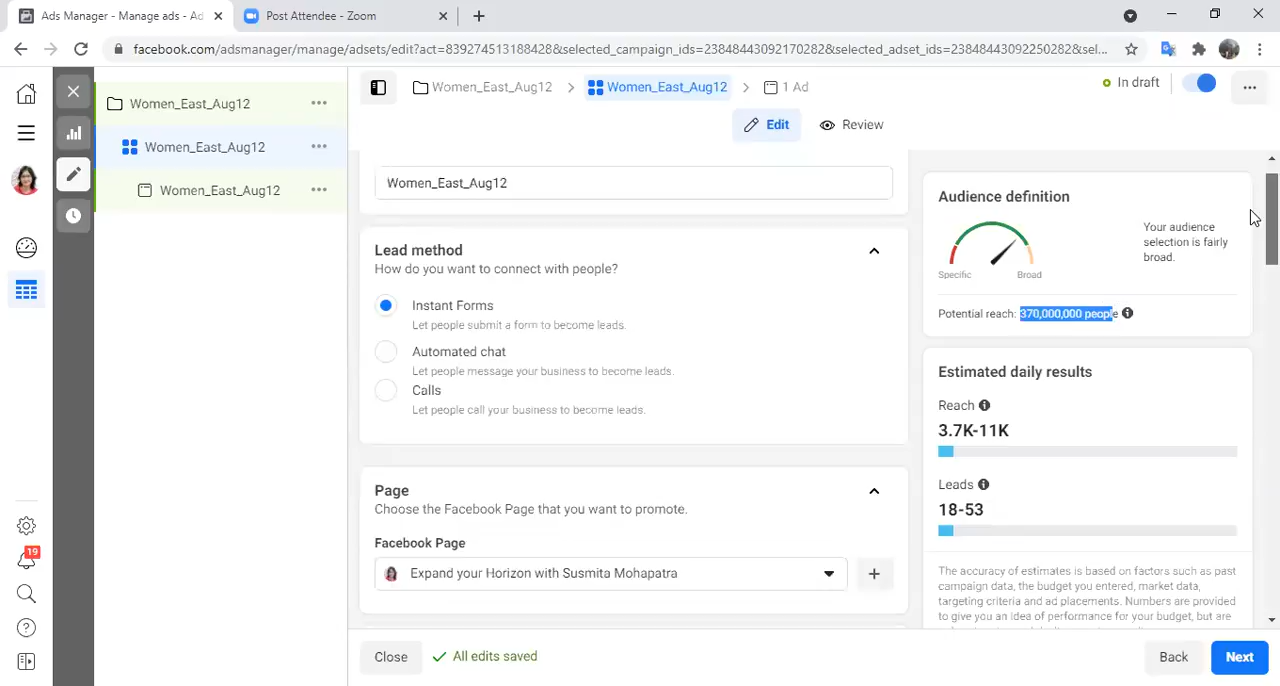 Ads Manager - Manage ads - Ad
Post Attendee - Zoom
facebook.com/adsmanager/manage/adsets/edit?act=839274513188428&selected_campaign_ids=23848443092170282&selected_adset_ids=23848443092250282&sel...
Women_East_Aug12
Women_East_Aug12
Women_East_Aug12
19
Women_East_Aug12 > Women_East_Aug12 > 1 Ad
In draft
Edit
Review
Women_East_Aug12
Lead method
How do you want to connect with people?
Instant Forms
Let people submit a form to become leads.
Automated chat
Let people message your business to become leads.
Calls
Let people call your business to become leads.
Page
Choose the Facebook Page that you want to promote.
Facebook Page
Expand your Horizon with Susmita Mohapatra
Close
All edits saved
Audience definition
Specific
Broad
Your audience
selection is fairly
broad.
Potential reach: 370,000,000 people
Estimated daily results
Reach
3.7K-11K
Leads
18-53
The accuracy of estimates is based on factors such as past
campaign data, the budget you entered, market data,
targeting criteria and ad placements. Numbers are provided
to give you an idea of performance for your budget, but are
Back
Next